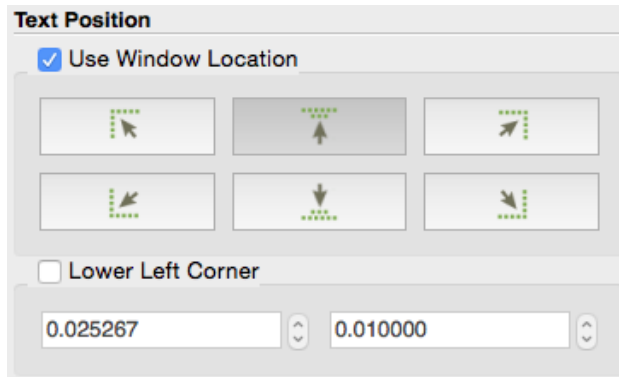 Text Position
Use Window Location
Lower Left Corner
0.025267 0.010000